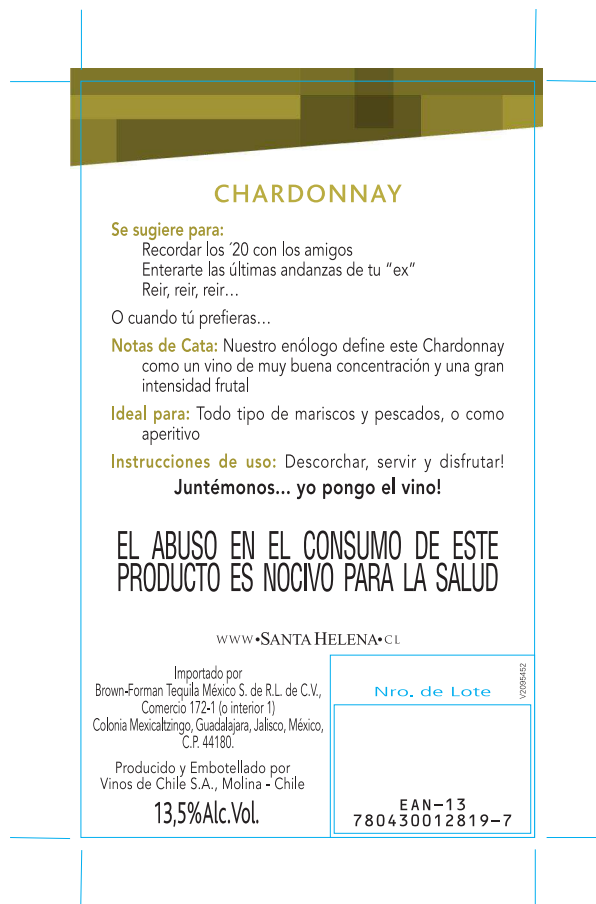 CHARDONNAY
Se sugiere para:
Recordar los ´20 con los amigos
Enterarte las últimas andanzas de tu “ex”
Reir, reir, reir...
O cuando tú prefieras...
Notas de Cata: Nuestro enólogo define este Chardonnay
como un vino de muy buena concentración y una gran
intensidad frutal
Ideal para: Todo tipo de mariscos y pescados, o como
aperitivo
Instrucciones de uso: Descorchar, servir y disfrutar!
Juntémonos... yo pongo el vino!
EL ABUSO EN EL CONSUMO DE ESTE
PRODUCTO ES NOCIVO PARA LA SALUD
WWW•SANTA HELENA•CL
Importado por
Brown-Forman Tequila México S. de R.L. de C.V.,
Comercio 172-1 (o interior 1)
Colonia Mexicaltzingo, Guadalajara, Jalisco, México,
C.P. 44180.
Producido y Embotellado por
Vinos de Chile S.A., Molina - Chile
13,5%Alc.Vol.
Nro. de Lote
V2095452
EAN-13
780430012819-7